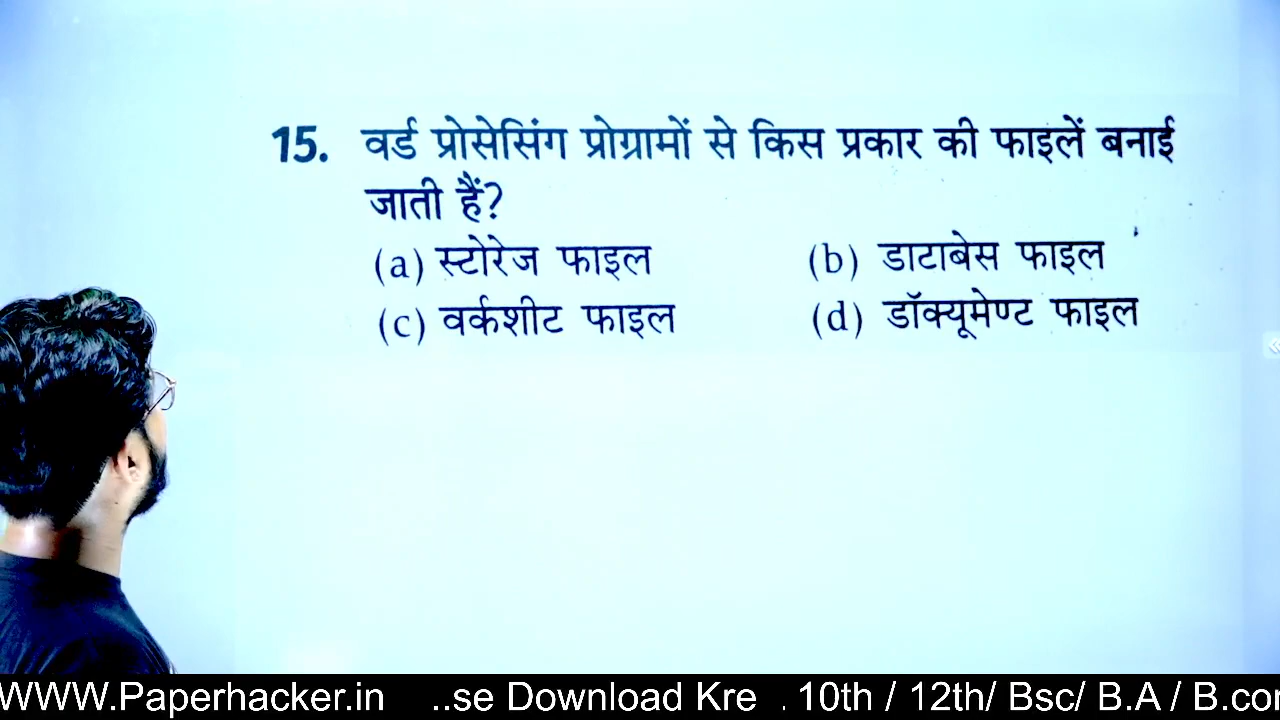 15. वर्ड प्रोसेसिंग प्रोग्रामों से किस प्रकार की फाइलें बनाई
जाती हैं?
(a) स्टोरेज फाइल (b) डाटाबेस फाइल
(c) वर्कशीट फाइल (d) डॉक्यूमेण्ट फाइल
WWW.Paperhacker.in ..se Download Kre . 10th / 12th/ Bsc/ B.A / B.com